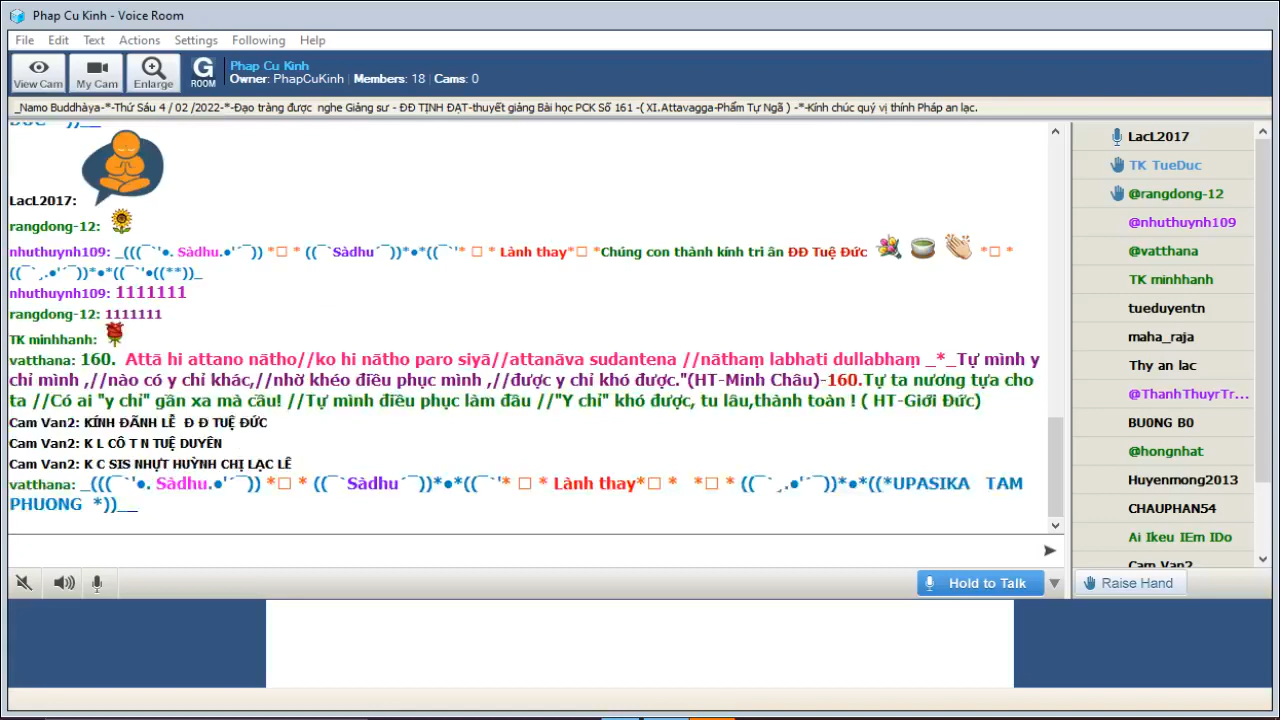 Phap Cu Kinh - Voice Room
File Edit Text Actions Settings Following Help
View Cam My Cam Enlarge G ROOM
Phap Cu Kinh
Owner: PhapCuKinh Members: 18 Cams: 0
_Namo Buddhàya-*-Thứ Sáu 4 / 02 /2022-*-Đạo tràng được nghe Giảng sư - ĐĐ TỊNH ĐẠT-thuyết giảng Bài học PCK Số 161 -( XI.Attavagga-Phẩm Tự Ngã ) -*-Kính chúc quý vị thính Pháp an lạc.
LacL2017:
rangdong-12:
nhuthuynh109: _(((¯`'•. Sàdhu.•'´¯)) *□ * ((¯`Sàdhu´¯))*•*((¯`'* □ * Lành thay*□ *Chúng con thành kính tri ân ĐĐ Tuệ Đức *□ *
((¯`¸.•'´¯))*•*((¯`'•((**))_
nhuthuynh109: 1111111
rangdong-12: 1111111
TK minhhanh:
vatthana: 160. Attā hi attano nātho//ko hi nātho paro siyā//attanāva sudantena //nāthaṃ labhati dullabhaṃ _*_Tự mình y
chỉ mình ,//nào có y chỉ khác,//nhờ khéo điều phục mình ,//được y chỉ khó được."(HT-Minh Châu)-160.Tự ta nương tựa cho
ta //Có ai "y chỉ" gần xa mà cầu! //Tự mình điều phục làm đầu //"Y chỉ" khó được, tu lâu,thành toàn ! ( HT-Giới Đức)
Cam Van2: KÍNH ĐÃNH LỄ Đ Đ TUỆ ĐỨC
Cam Van2: K L CÔ T N TUỆ DUYÊN
Cam Van2: K C SIS NHỰT HUỲNH CHỊ LẠC LÊ
vatthana: _(((¯`'•. Sàdhu.•'´¯)) *□ * ((¯`Sàdhu´¯))*•*((¯`'* □ * Lành thay*□ * *□ * ((¯`¸.•'´¯))*•*((*UPASIKA TAM
PHUONG *))__
Hold to Talk
LacL2017
TK TueDuc
@rangdong-12
@nhuthuynh109
@vatthana
TK minhhanh
tueduyentn
maha_raja
Thy an lac
@ThanhThuyrTr...
BU0NG B0
@hongnhat
Huyenmong2013
CHAUPHAN54
Ai Ikeu IEm IDo
Cam Van2
Raise Hand